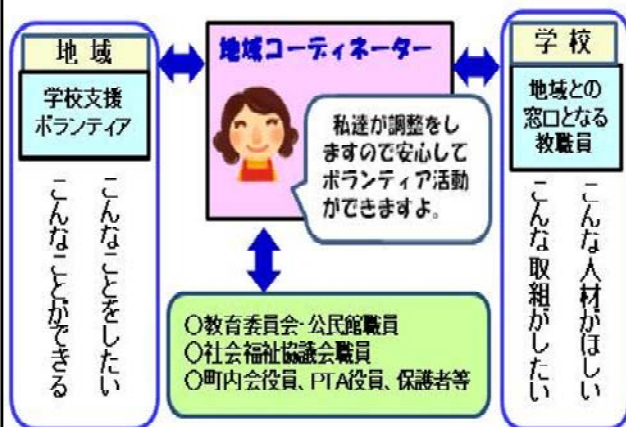 地域
学校支援
ボランティア
こんなことをしたい
こんなことができる
地域コーディネーター
私達が調整をし
ますので安心して
ボランティア活動
ができますよ。
学校
地域との
窓口となる
教職員
こんな人材がほしい
こんな取組がしたい
○教育委員会・公民館職員
○社会福祉協議会職員
○町内会役員、PTA役員、保護者等